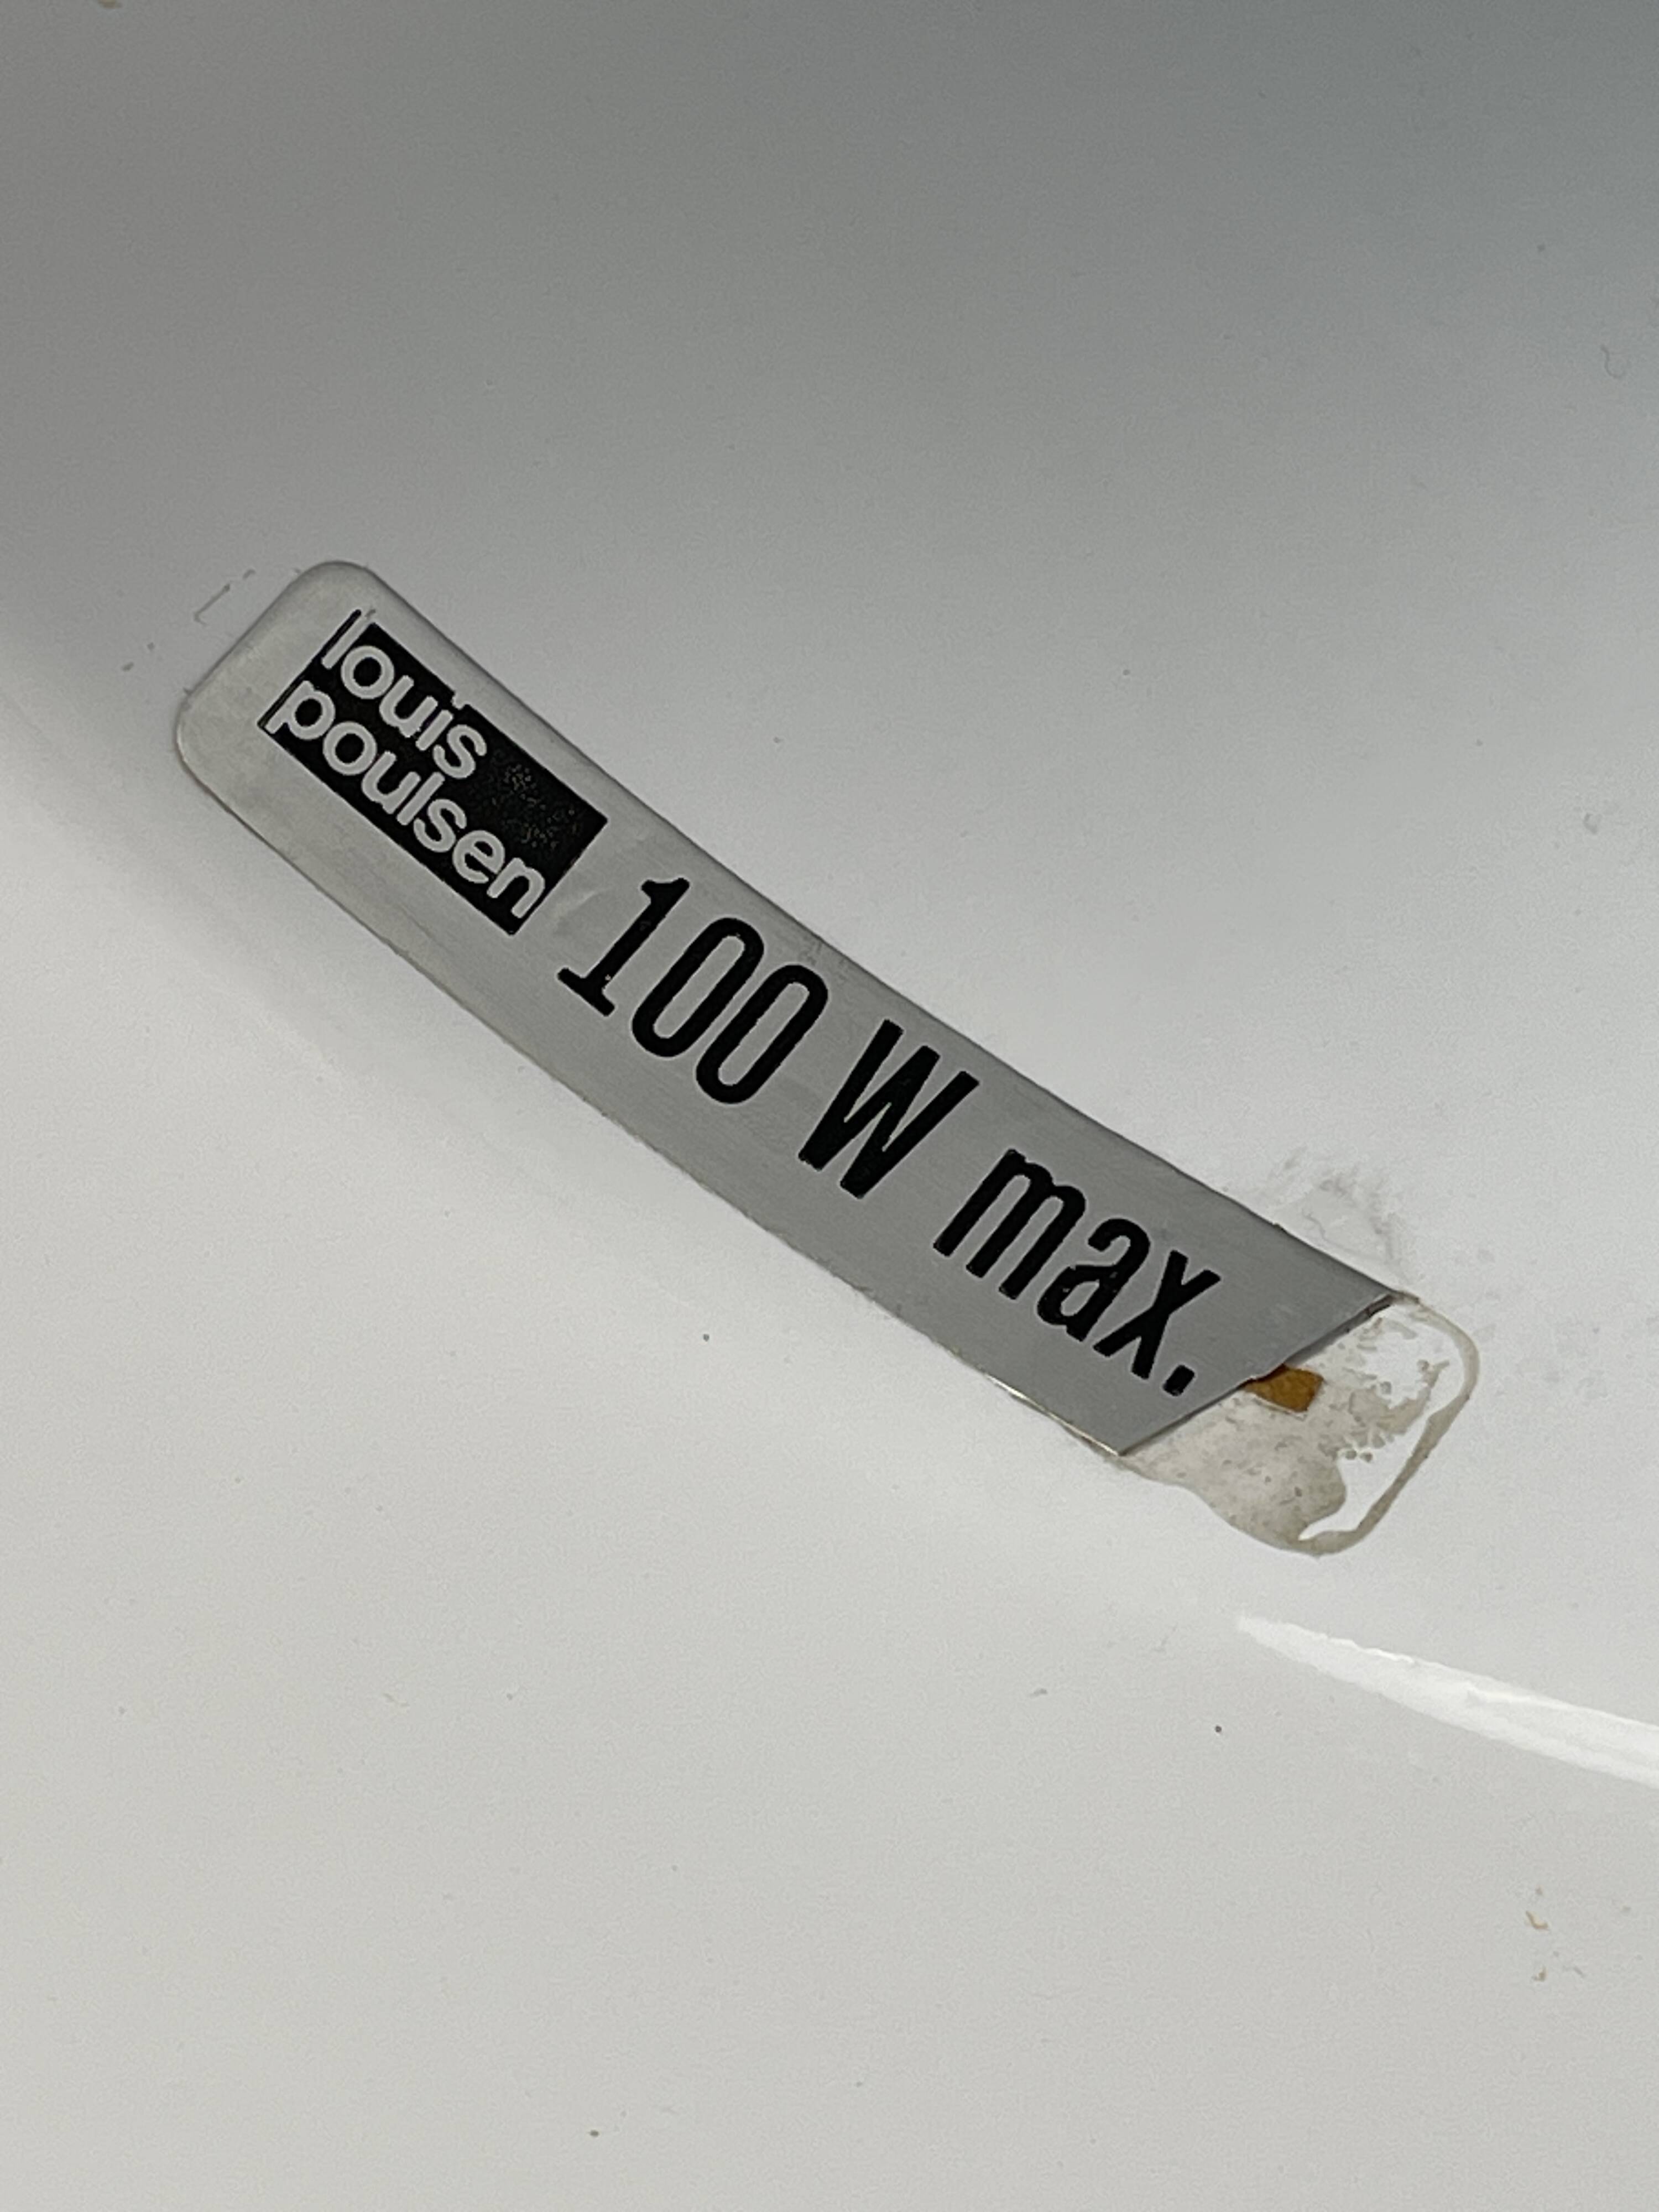 louis
poulsen
100 W max.